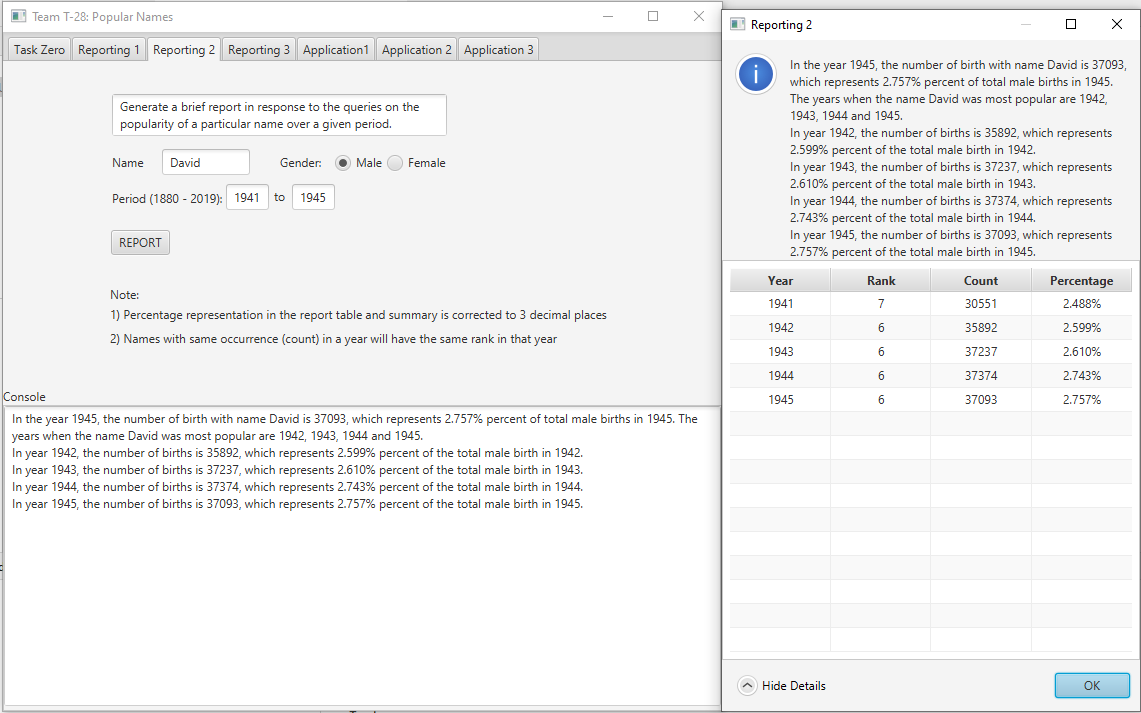 Team T-28: Popular Names
Task Zero Reporting 1 Reporting 2 Reporting 3 Application1 Application 2 Application 3
Generate a brief report in response to the queries on the
popularity of a particular name over a given period.
Name David Gender: Male Female
Period (1880 - 2019): 1941 to 1945
REPORT
Note:
1) Percentage representation in the report table and summary is corrected to 3 decimal places
2) Names with same occurrence (count) in a year will have the same rank in that year
Console
In the year 1945, the number of birth with name David is 37093, which represents 2.757% percent of total male births in 1945. The
years when the name David was most popular are 1942, 1943, 1944 and 1945.
In year 1942, the number of births is 35892, which represents 2.599% percent of the total male birth in 1942.
In year 1943, the number of births is 37237, which represents 2.610% percent of the total male birth in 1943.
In year 1944, the number of births is 37374, which represents 2.743% percent of the total male birth in 1944.
In year 1945, the number of births is 37093, which represents 2.757% percent of the total male birth in 1945.
Reporting 2
In the year 1945, the number of birth with name David is 37093,
which represents 2.757% percent of total male births in 1945.
The years when the name David was most popular are 1942,
1943, 1944 and 1945.
In year 1942, the number of births is 35892, which represents
2.599% percent of the total male birth in 1942.
In year 1943, the number of births is 37237, which represents
2.610% percent of the total male birth in 1943.
In year 1944, the number of births is 37374, which represents
2.743% percent of the total male birth in 1944.
In year 1945, the number of births is 37093, which represents
2.757% percent of the total male birth in 1945.
Year Rank Count Percentage
1941 7 30551 2.488%
1942 6 35892 2.599%
1943 6 37237 2.610%
1944 6 37374 2.743%
1945 6 37093 2.757%
Hide Details OK